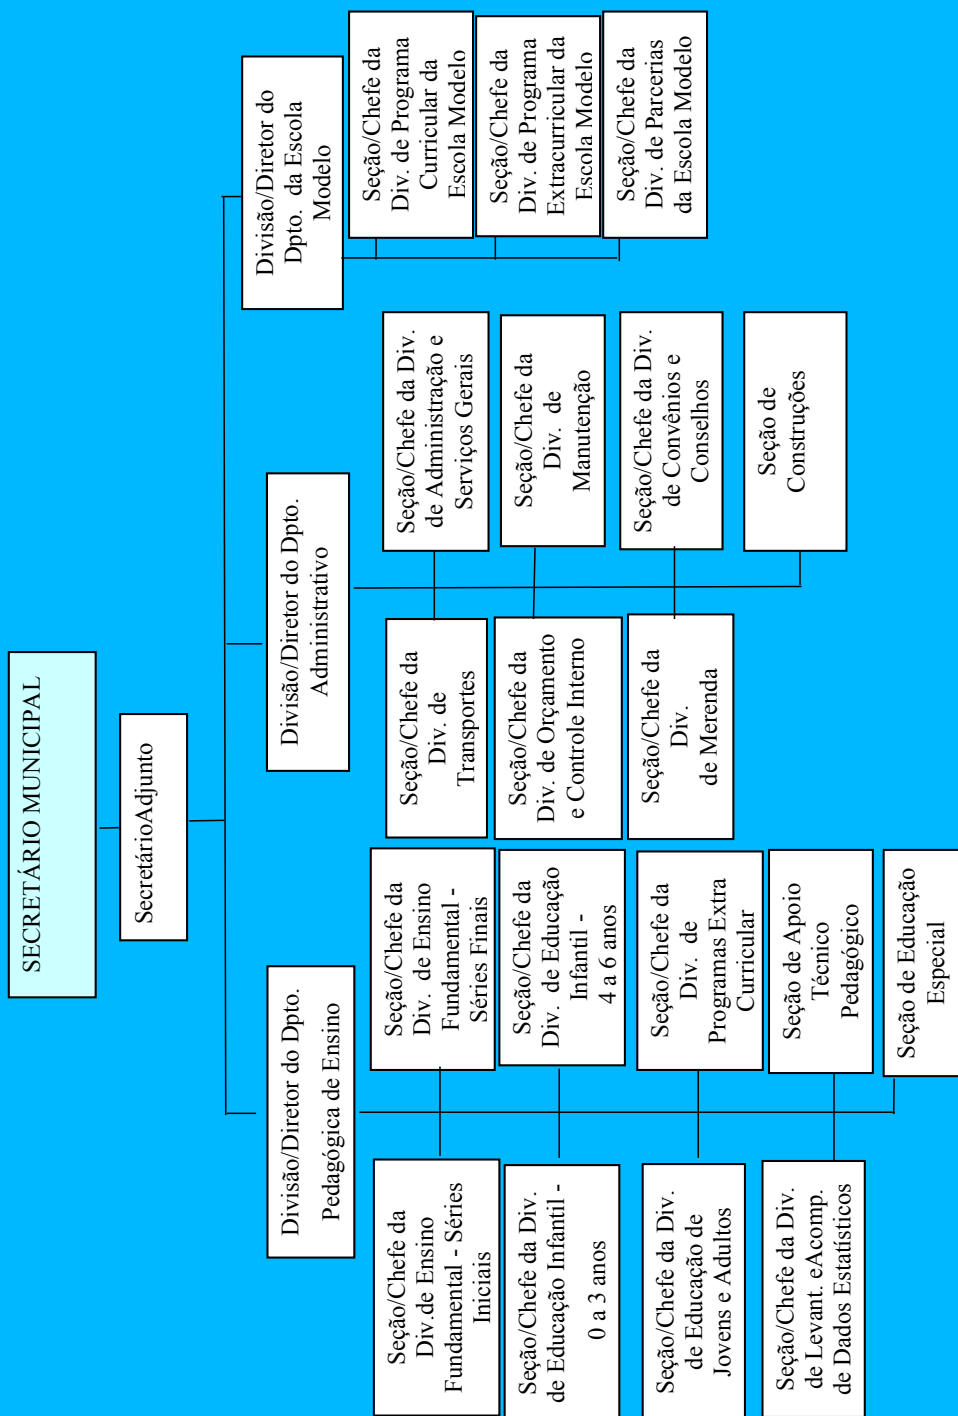 SECRETÁRIO MUNICIPAL
SecretárioAdjunto
Divisão/Diretor do Dpto.
Pedagógica de Ensino
Divisão/Diretor do Dpto.
Administrativo
Divisão/Diretor do
Dpto. da Escola
Modelo
Seção/Chefe da
Div.de Ensino
Fundamental - Séries
Iniciais
Seção/Chefe da
Div. de Ensino
Fundamental -
Séries Finais
Seção/Chefe da Div.
de Educação Infantil -
0 a 3 anos
Seção/Chefe da
Div. de Educação
Infantil -
4 a 6 anos
Seção/Chefe da Div.
de Educação de
Jovens e Adultos
Seção/Chefe da
Div. de
Programas Extra
Curricular
Seção/Chefe da Div.
de Levant. eAcomp.
de Dados Estatísticos
Seção de Apoio
Técnico
Pedagógico
Seção de Educação
Especial
Seção/Chefe da
Div. de
Transportes
Seção/Chefe da Div.
de Administração e
Serviços Gerais
Seção/Chefe da
Div. de Orçamento
e Controle Interno
Seção/Chefe da
Div. de
Manutenção
Seção/Chefe da
Div.
de Merenda
Seção/Chefe da Div.
de Convênios e
Conselhos
Seção de
Construções
Seção/Chefe da
Div. de Programa
Curricular da
Escola Modelo
Seção/Chefe da
Div. de Programa
Extracurricular da
Escola Modelo
Seção/Chefe da
Div. de Parcerias
da Escola Modelo